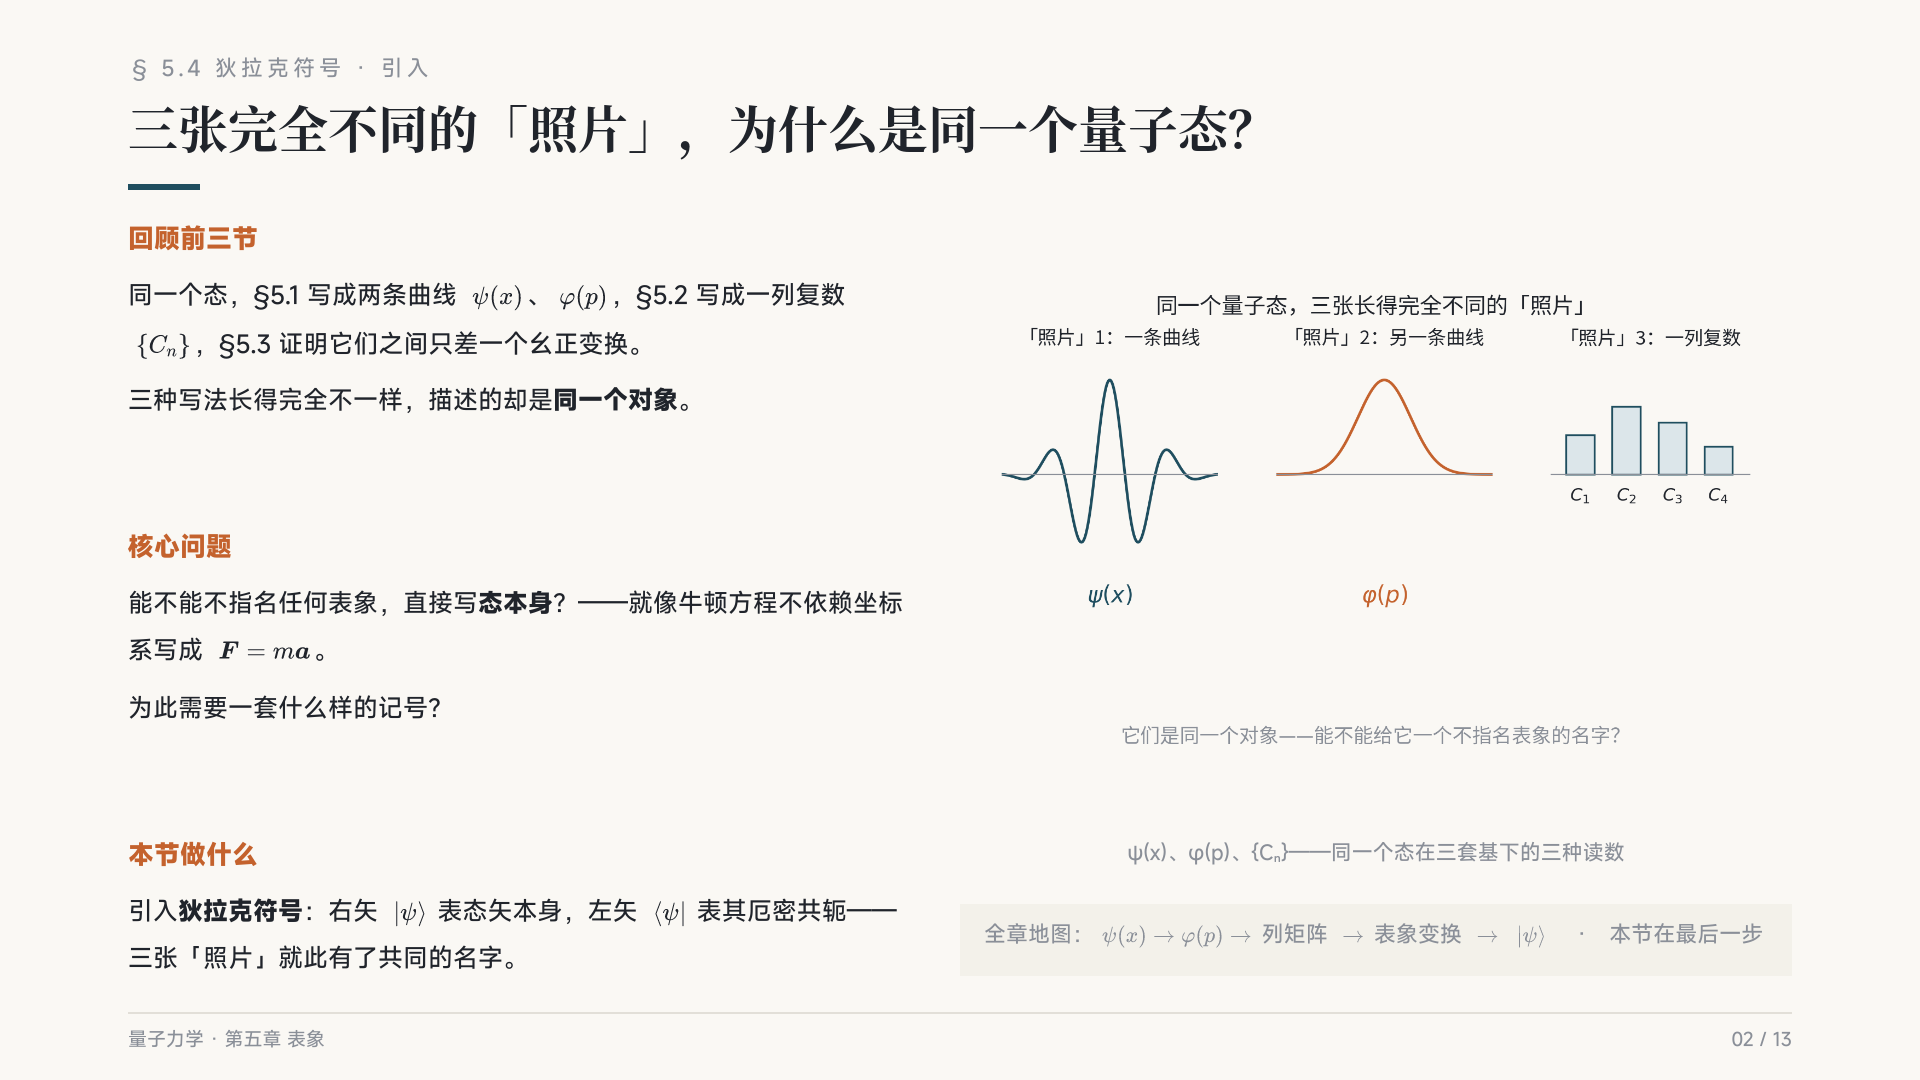 § 5.4 狄拉克符号 · 引入
三张完全不同的「照片」，为什么是同一个量子态？
回顾前三节
同一个态，§5.1 写成两条曲线 ψ(x)、φ(p)，§5.2 写成一列复数
{Cₙ}，§5.3 证明它们之间只差一个幺正变换。
三种写法长得完全不一样，描述的却是同一个对象。
核心问题
能不能不指名任何表象，直接写态本身？——就像牛顿方程不依赖坐标
系写成 F = ma。
为此需要一套什么样的记号？
本节做什么
引入狄拉克符号：右矢 |ψ⟩ 表态矢本身，左矢 ⟨ψ| 表其厄密共轭——
三张「照片」就此有了共同的名字。
同一个量子态，三张长得完全不同的「照片」
「照片」1：一条曲线
「照片」2：另一条曲线
「照片」3：一列复数
C₁ C₂ C₃ C₄
ψ(x)
φ(p)
它们是同一个对象——能不能给它一个不指名表象的名字？
ψ(x)、φ(p)、{Cₙ}——同一个态在三套基下的三种读数
全章地图： ψ(x) → φ(p) → 列矩阵 → 表象变换 → |ψ⟩ · 本节在最后一步
量子力学 · 第五章 表象
02 / 13